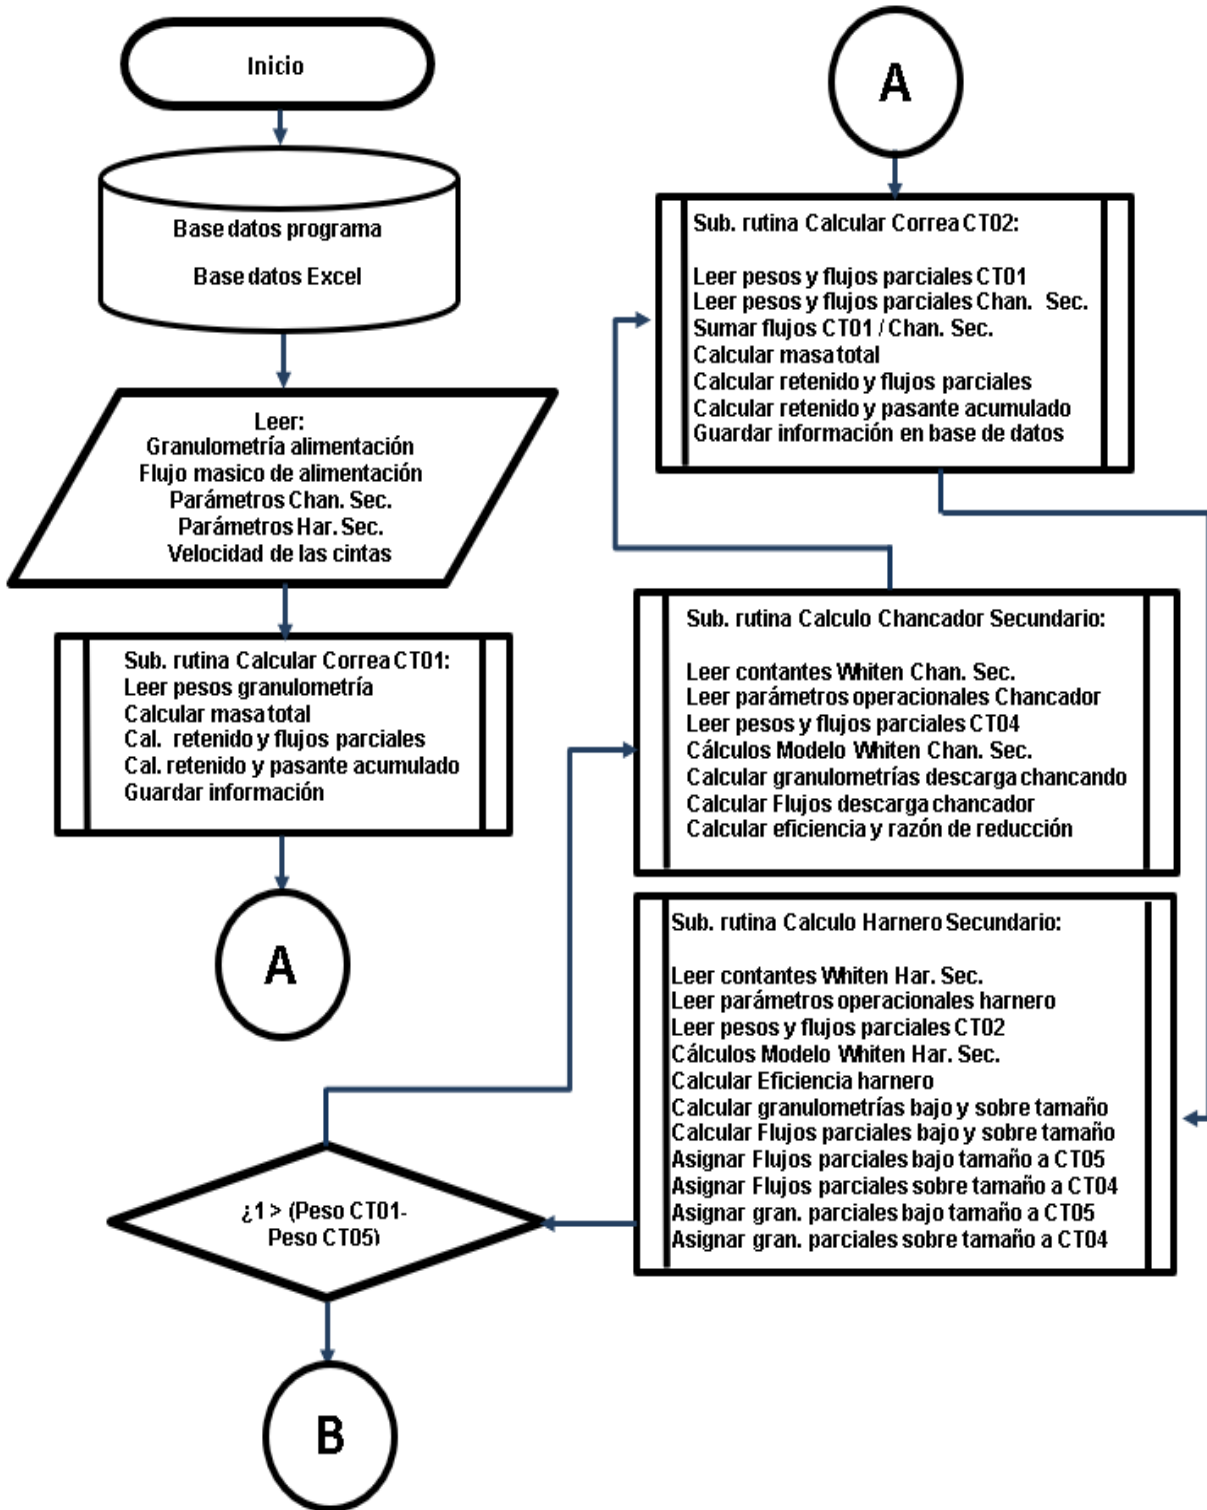 Inicio
Base datos programa
Base datos Excel
Leer:
Granulometría alimentación
Flujo masico de alimentación
Parámetros Chan. Sec.
Parámetros Har. Sec.
Velocidad de las cintas
Sub. rutina Calcular Correa CT01:
Leer pesos granulometría
Calcular masa total
Cal. retenido y flujos parciales
Cal. retenido y pasante acumulado
Guardar información
A
A
Sub. rutina Calcular Correa CT02:
Leer pesos y flujos parciales CT01
Leer pesos y flujos parciales Chan. Sec.
Sumar flujos CT01 / Chan. Sec.
Calcular masa total
Calcular retenido y flujos parciales
Calcular retenido y pasante acumulado
Guardar información en base de datos
Sub. rutina Calculo Chancador Secundario:
Leer contantes Whiten Chan. Sec.
Leer parámetros operacionales Chancador
Leer pesos y flujos parciales CT04
Cálculos Modelo Whiten Chan. Sec.
Calcular granulometrías descarga chancando
Calcular Flujos descarga chancador
Calcular eficiencia y razón de reducción
Sub. rutina Calculo Harnero Secundario:
Leer contantes Whiten Har. Sec.
Leer parámetros operacionales harnero
Leer pesos y flujos parciales CT02
Cálculos Modelo Whiten Har. Sec.
Calcular Eficiencia harnero
Calcular granulometrías bajo y sobre tamaño
Calcular Flujos parciales bajo y sobre tamaño
Asignar Flujos parciales bajo tamaño a CT05
Asignar Flujos parciales sobre tamaño a CT04
Asignar gran. parciales bajo tamaño a CT05
Asignar gran. parciales sobre tamaño a CT04
¿1 > (Peso CT01-
Peso CT05)
B